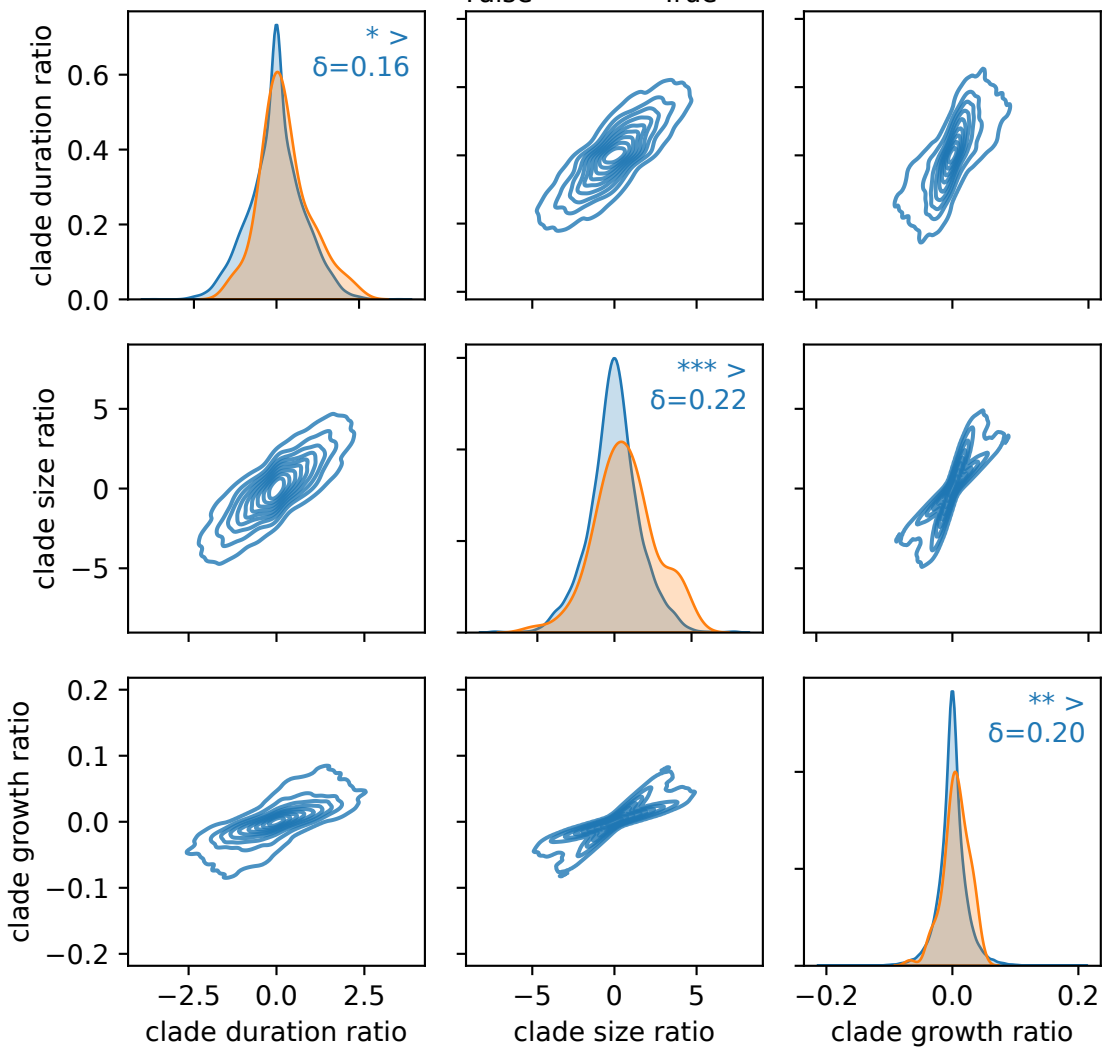 True
clade duration ratio
0.6
0.4
0.2
0.0
* >
δ=0.16
clade size ratio
5
0
−5
*** >
δ=0.22
clade growth ratio
0.2
0.1
0.0
−0.1
−0.2
** >
δ=0.20
−2.5
0.0
2.5
−5
0
5
−0.2
0.0
0.2
clade duration ratio
clade size ratio
clade growth ratio